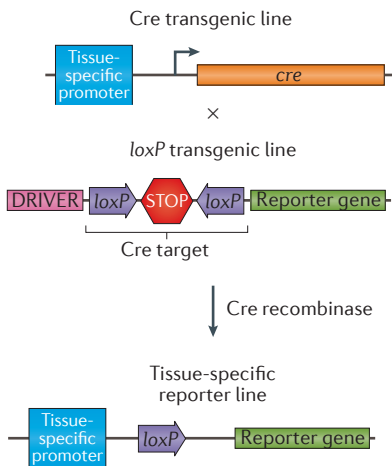 Cre transgenic line
Tissue-
specific
promoter
cre
×
loxP transgenic line
DRIVER loxP STOP loxP Reporter gene
Cre target
Cre recombinase
Tissue-specific
reporter line
Tissue-
specific
promoter
loxP
Reporter gene